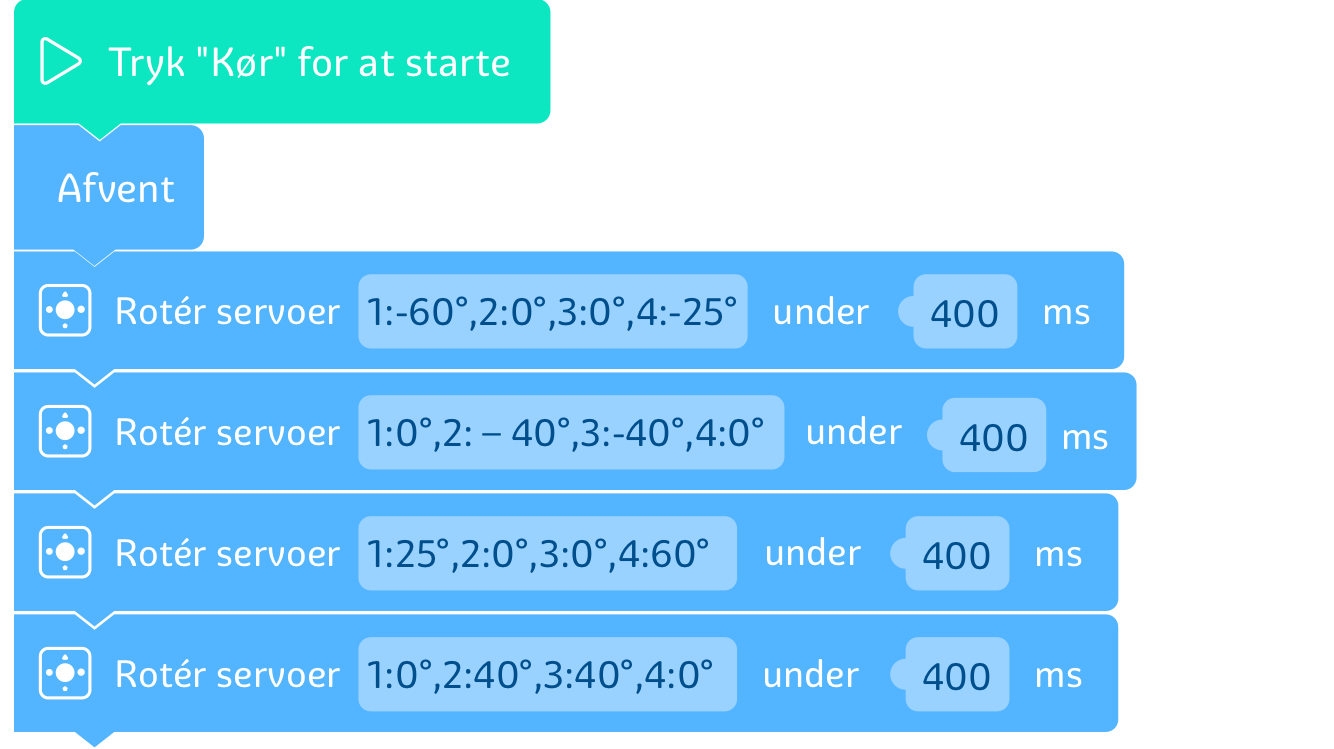 Tryk "Kør" for at starte
Afvent
Rotér servoer 1:-60°,2:0°,3:0°,4:-25° under 400 ms
Rotér servoer 1:0°,2: – 40°,3:-40°,4:0° under 400 ms
Rotér servoer 1:25°,2:0°,3:0°,4:60° under 400 ms
Rotér servoer 1:0°,2:40°,3:40°,4:0° under 400 ms